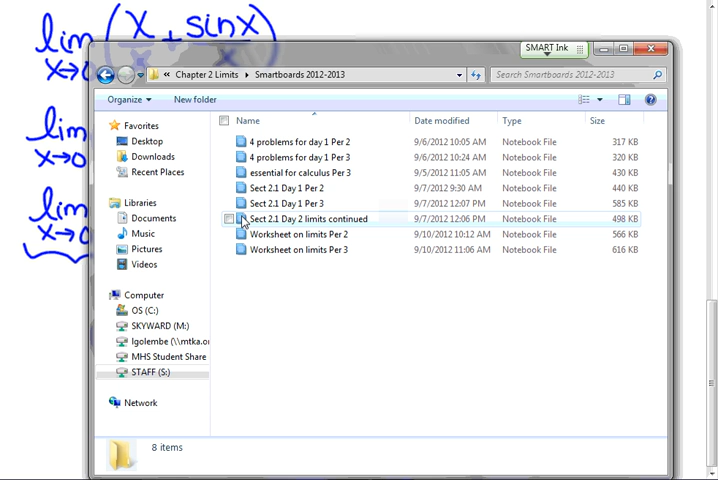 lim (x/x + sinx/x)
x→0
SMART Ink
« Chapter 2 Limits ▸ Smartboards 2012-2013
Search Smartboards 2012-2013
Organize ▾ New folder
Name Date modified Type Size
Favorites
Desktop
Downloads
Recent Places
Libraries
Documents
Music
Pictures
Videos
Computer
OS (C:)
SKYWARD (M:)
lgolembe (\\mtka.or
MHS Student Share
STAFF (S:)
Network
4 problems for day 1 Per 2 9/6/2012 10:05 AM Notebook File 317 KB
4 problems for day 1 Per 3 9/6/2012 10:24 AM Notebook File 320 KB
essential for calculus Per 3 9/5/2012 11:05 AM Notebook File 430 KB
Sect 2.1 Day 1 Per 2 9/7/2012 9:30 AM Notebook File 440 KB
Sect 2.1 Day 1 Per 3 9/7/2012 12:07 PM Notebook File 585 KB
Sect 2.1 Day 2 limits continued 9/7/2012 12:06 PM Notebook File 498 KB
Worksheet on limits Per 2 9/10/2012 10:12 AM Notebook File 566 KB
Worksheet on limits Per 3 9/10/2012 11:06 AM Notebook File 616 KB
lim
x→0
lim
x→0
8 items